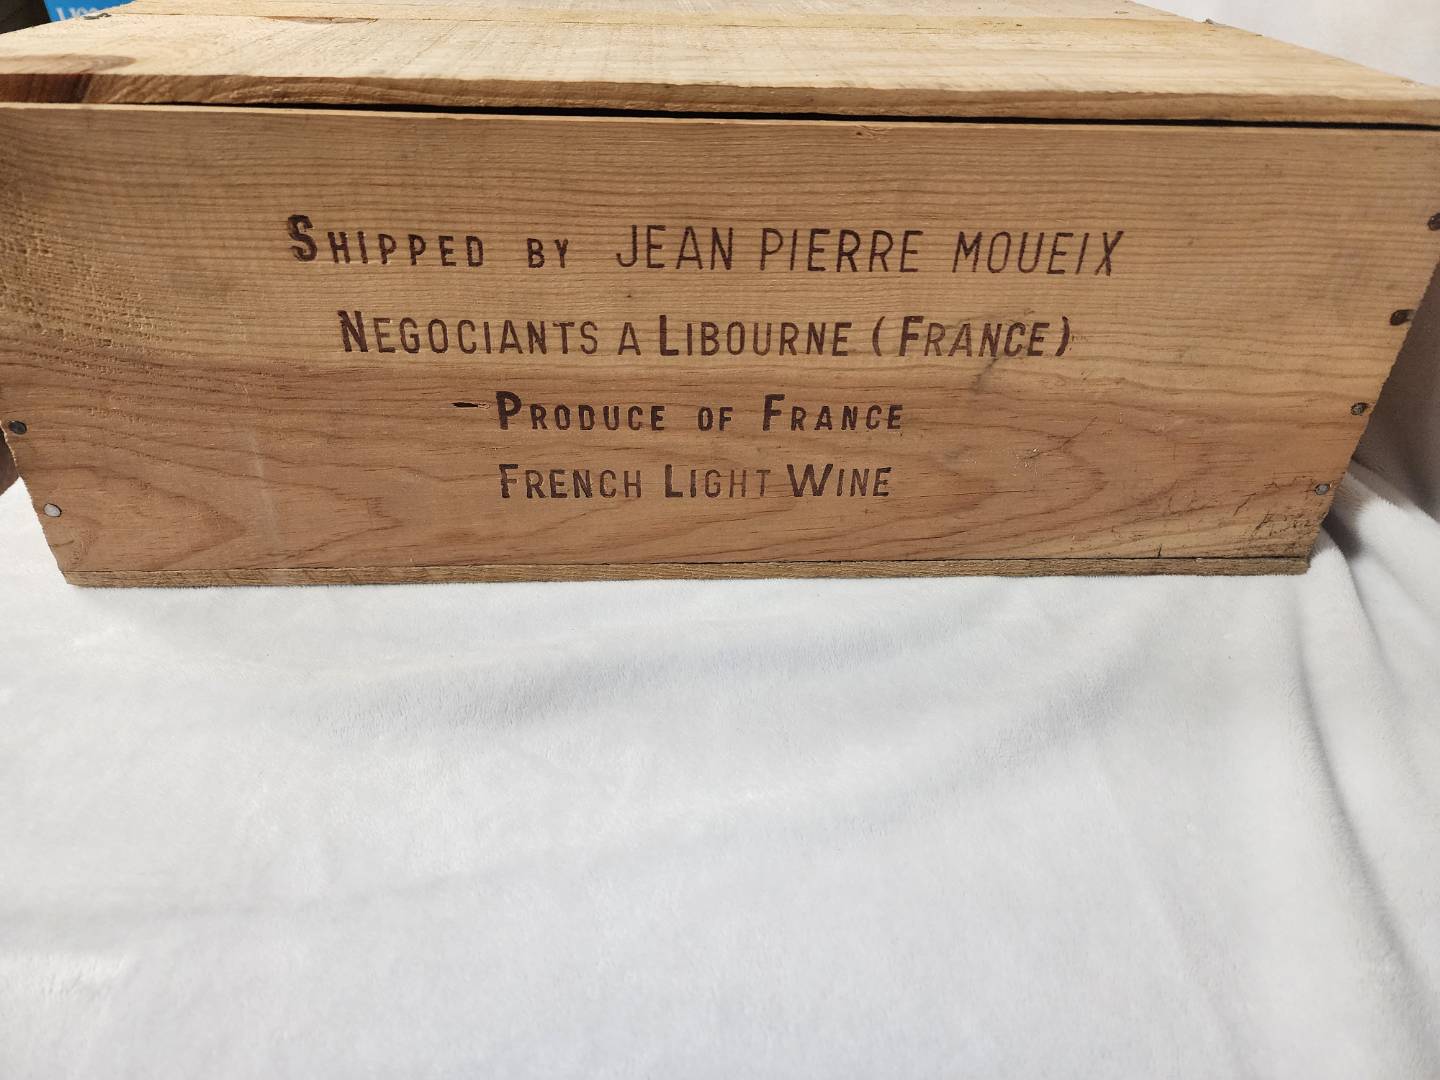 SHIPPED BY JEAN PIERRE MOUEIX
NEGOCIANTS A LIBOURNE (FRANCE)
PRODUCE OF FRANCE
FRENCH LIGHT WINE